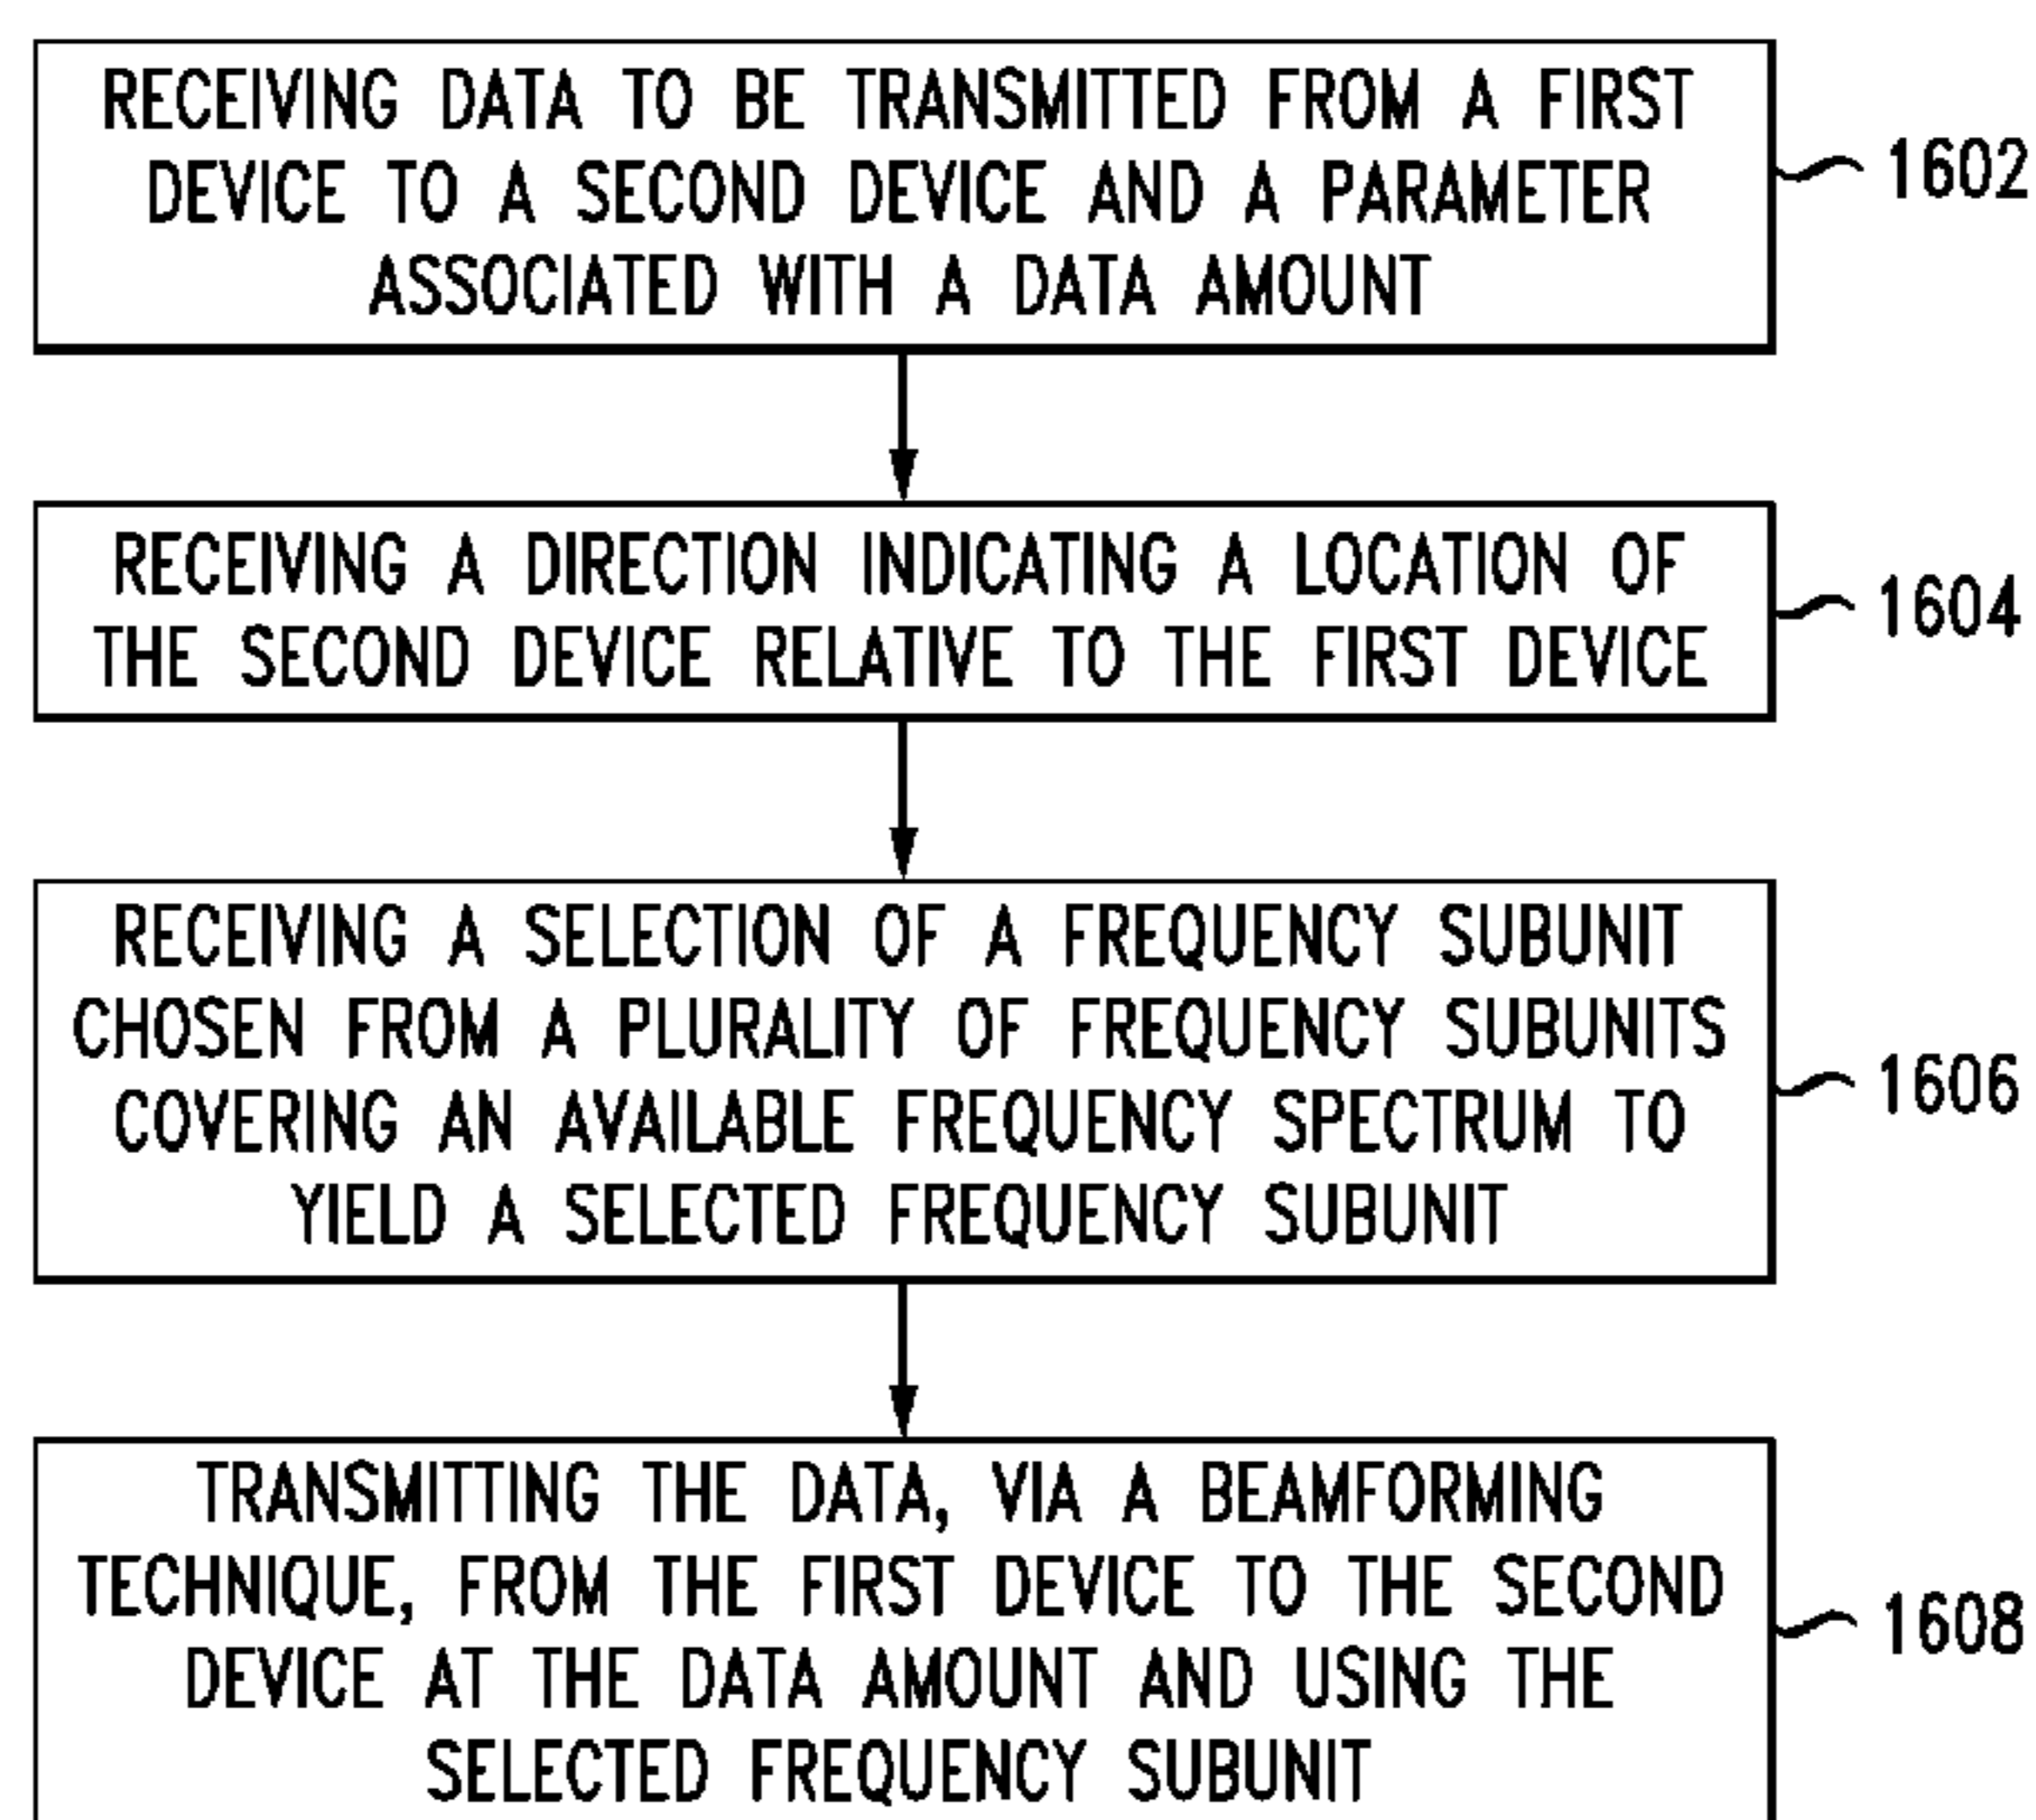 RECEIVING DATA TO BE TRANSMITTED FROM A FIRST
DEVICE TO A SECOND DEVICE AND A PARAMETER
ASSOCIATED WITH A DATA AMOUNT
1602
RECEIVING A DIRECTION INDICATING A LOCATION OF
THE SECOND DEVICE RELATIVE TO THE FIRST DEVICE
1604
RECEIVING A SELECTION OF A FREQUENCY SUBUNIT
CHOSEN FROM A PLURALITY OF FREQUENCY SUBUNITS
COVERING AN AVAILABLE FREQUENCY SPECTRUM TO
YIELD A SELECTED FREQUENCY SUBUNIT
1606
TRANSMITTING THE DATA, VIA A BEAMFORMING
TECHNIQUE, FROM THE FIRST DEVICE TO THE SECOND
DEVICE AT THE DATA AMOUNT AND USING THE
SELECTED FREQUENCY SUBUNIT
1608